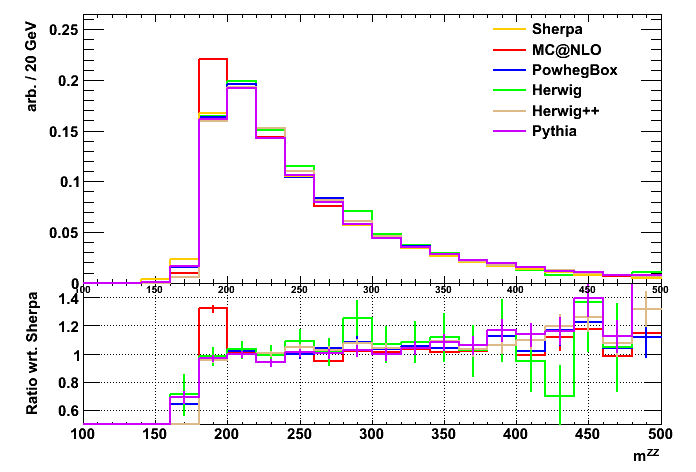 arb. / 20 GeV
0.25
0.2
0.15
0.1
0.05
0
Sherpa
MC@NLO
PowhegBox
Herwig
Herwig++
Pythia
100 150 200 250 300 350 400 450 500
Ratio wrt. Sherpa
1.4
1.2
1
0.8
0.6
100 150 200 250 300 350 400 450 500
m^ZZ